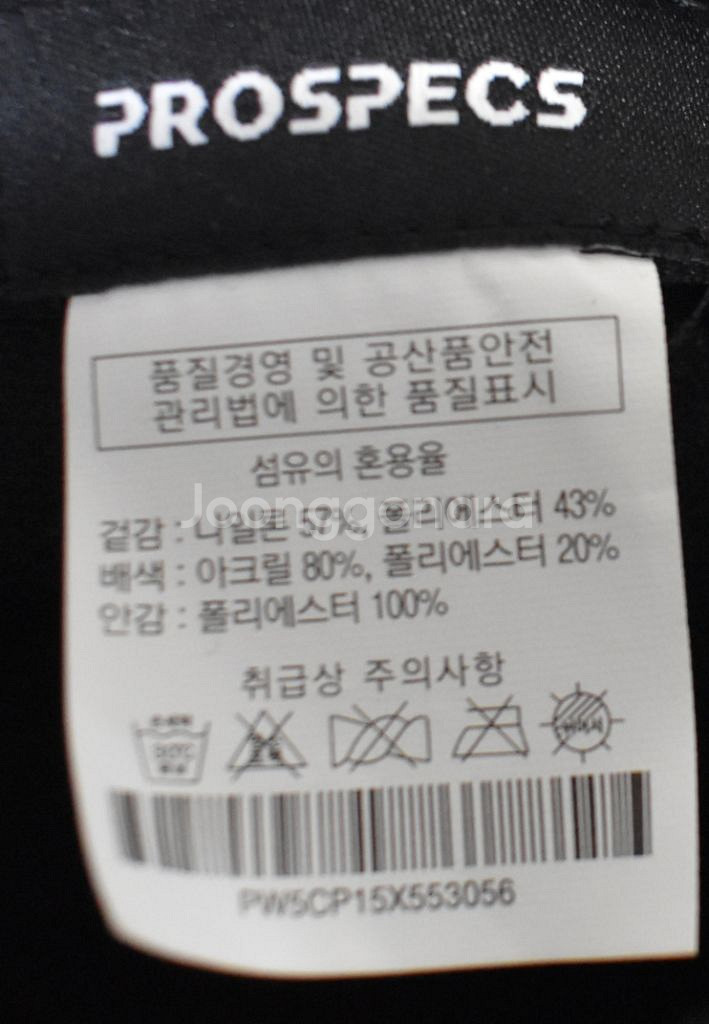 PROSPECS
품질경영 및 공산품안전
관리법에 의한 품질표시
섬유의 혼용율
Joonggonara
겉감 : 나일론 57%, 폴리에스터 43%
배색 : 아크릴 80%, 폴리에스터 20%
안감 : 폴리에스터 100%
취급상 주의사항
PW5CP15X553056